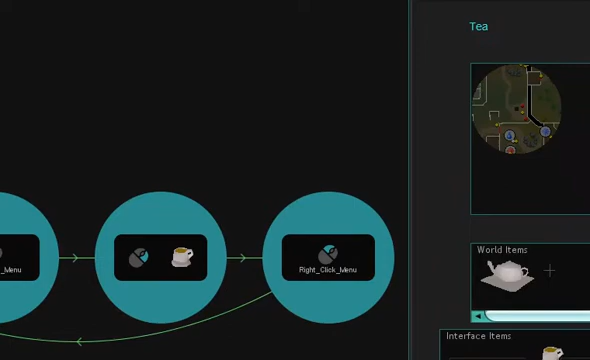 Tea
World Items
_Menu
Right_Click_Menu
Interface Items